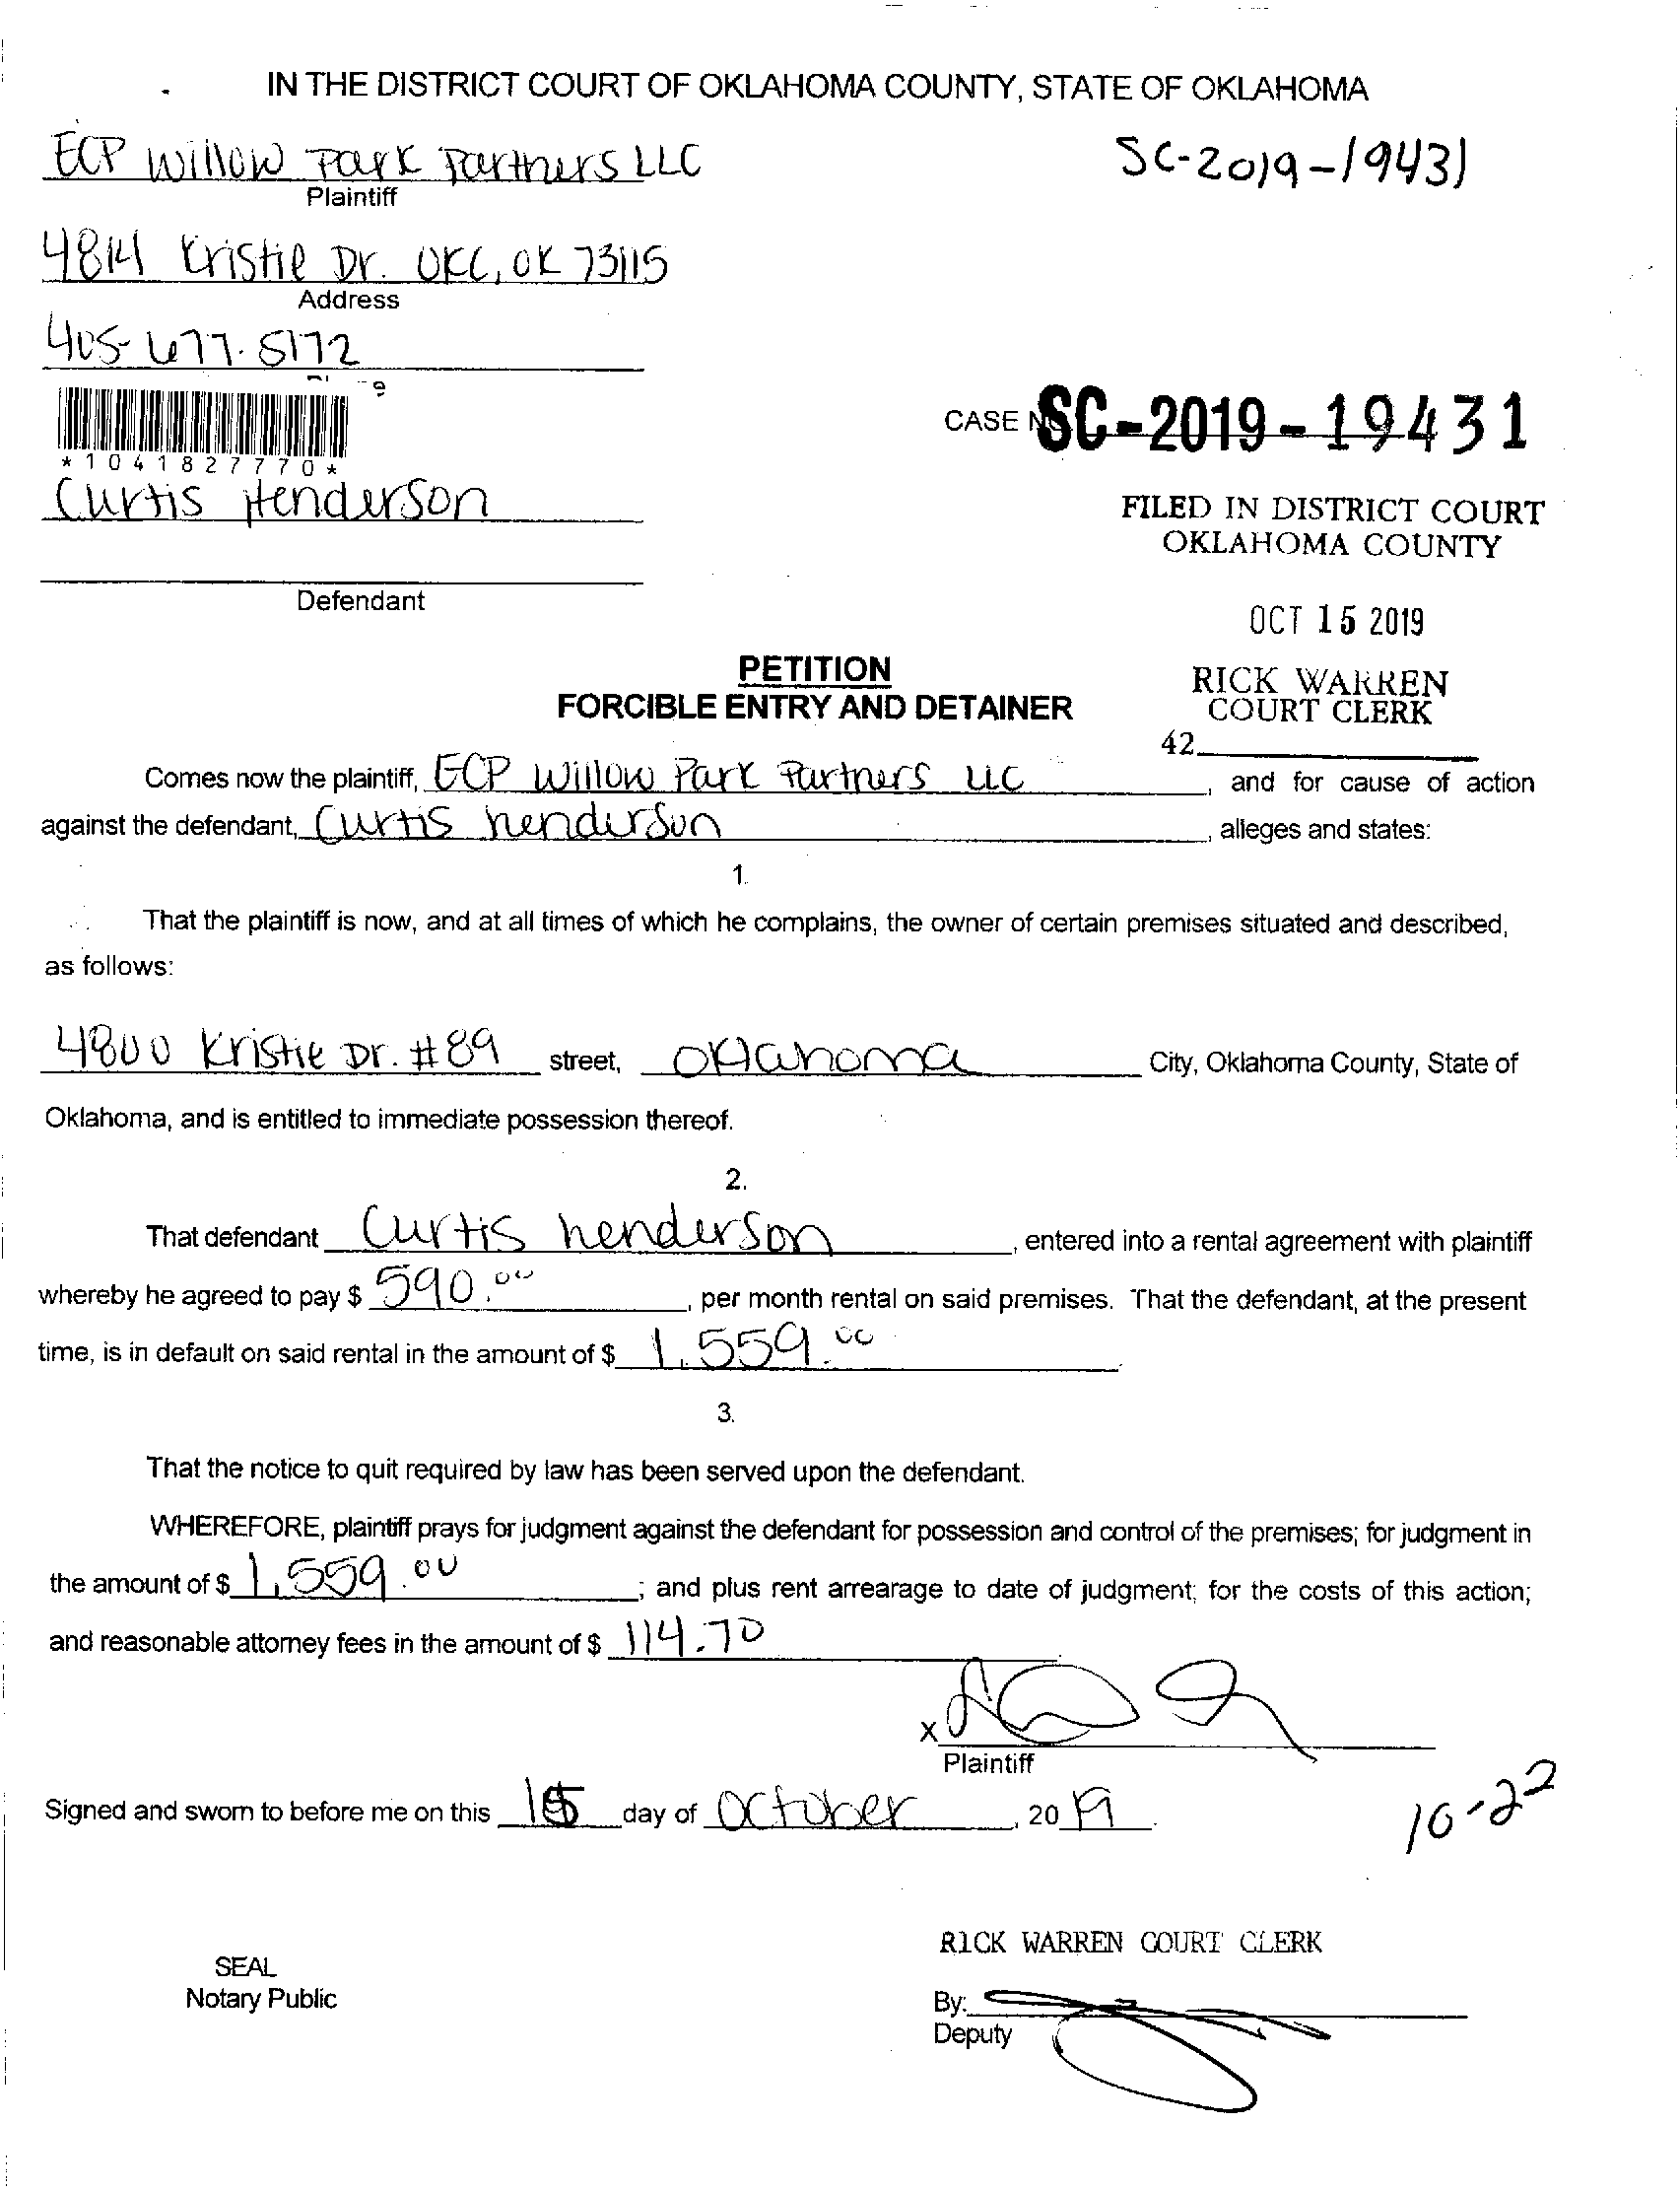 IN THE DISTRICT COURT OF OKLAHOMA COUNTY, STATE OF OKLAHOMA
ECP Willow Park Partners LLC
SC-2019-19431
Plaintiff
4814 Kristie Dr. OKC, OK 73115
Address
405-677-5172
*1041827770*
CASE NO. SC-2019-19431
Curtis Henderson
FILED IN DISTRICT COURT
OKLAHOMA COUNTY
Defendant
OCT 15 2019
PETITION
FORCIBLE ENTRY AND DETAINER
RICK WARREN
COURT CLERK
42
Comes now the plaintiff, ECP Willow Park Partners LLC, and for cause of action
against the defendant, Curtis henderson, alleges and states:
1.
That the plaintiff is now, and at all times of which he complains, the owner of certain premises situated and described,
as follows:
4800 Kristie Dr. #89 street, Oklahoma City, Oklahoma County, State of
Oklahoma, and is entitled to immediate possession thereof.
2.
That defendant Curtis henderson, entered into a rental agreement with plaintiff
whereby he agreed to pay $ 590.00, per month rental on said premises. That the defendant, at the present
time, is in default on said rental in the amount of $ 1,559.00.
3.
That the notice to quit required by law has been served upon the defendant.
WHEREFORE, plaintiff prays for judgment against the defendant for possession and control of the premises; for judgment in
the amount of $ 1,559.00; and plus rent arrearage to date of judgment; for the costs of this action;
and reasonable attorney fees in the amount of $ 114.70.
x
Plaintiff
Signed and sworn to before me on this 15 day of October, 2019.
10-22
RICK WARREN COURT CLERK
SEAL
Notary Public
By:
Deputy